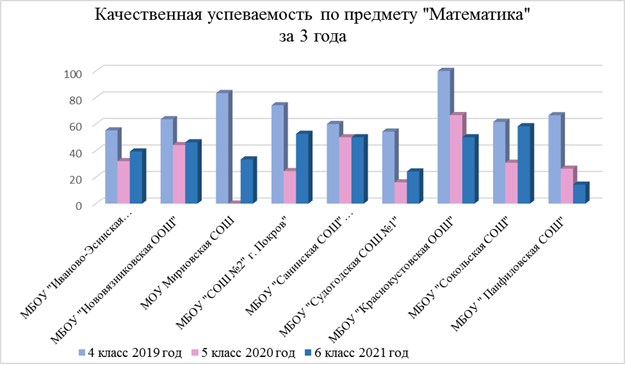 Качественная успеваемость по предмету "Математика"
за 3 года
100
80
60
40
20
0
МБОУ "Иваново-Эсинская…
МБОУ "Нововязниковская ООШ"
МОУ Мирновская СОШ
МБОУ "СОШ №2" г. Покров"
МБОУ "Санинская СОШ"…
МБОУ "Судогодская СОШ №1"
МБОУ "Краснокустовская ООШ"
МБОУ "Сокольская СОШ"
МБОУ " Панфиловская СОШ"
4 класс 2019 год
5 класс 2020 год
6 класс 2021 год